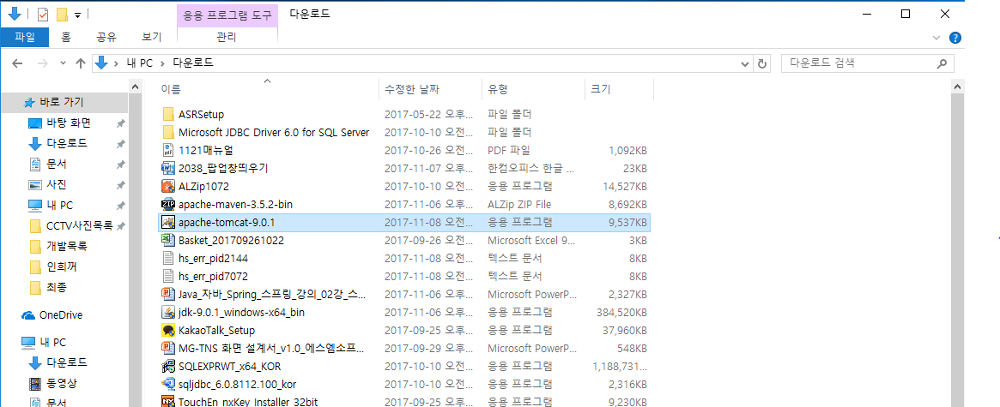 응용 프로그램 도구 다운로드
파일 홈 공유 보기 관리
내 PC 다운로드 다운로드 검색
이름 수정한 날짜 유형 크기
바로 가기
바탕 화면
다운로드
문서
사진
내 PC
CCTV사진목록
개발목록
인희꺼
최종
OneDrive
내 PC
다운로드
동영상
문서
ASRSetup 2017-05-22 오후... 파일 폴더
Microsoft JDBC Driver 6.0 for SQL Server 2017-10-10 오전... 파일 폴더
1121매뉴얼 2017-10-26 오전... PDF 파일 1,092KB
2038_팝업창띄우기 2017-11-07 오후... 한컴오피스 한글 ... 23KB
ALZip1072 2017-10-10 오전... 응용 프로그램 14,527KB
apache-maven-3.5.2-bin 2017-11-06 오전... ALZip ZIP File 8,692KB
apache-tomcat-9.0.1 2017-11-08 오전... 응용 프로그램 9,537KB
Basket_201709261022 2017-09-26 오전... Microsoft Excel 9... 3KB
hs_err_pid2144 2017-11-08 오전... 텍스트 문서 8KB
hs_err_pid7072 2017-11-08 오전... 텍스트 문서 8KB
Java_자바_Spring_스프링_강의_02강_스... 2017-11-06 오후... Microsoft PowerP... 2,327KB
jdk-9.0.1_windows-x64_bin 2017-11-06 오후... 응용 프로그램 384,520KB
KakaoTalk_Setup 2017-09-25 오후... 응용 프로그램 37,960KB
MG-TNS 화면 설계서_v1.0_에스엠소프... 2017-09-29 오후... Microsoft PowerP... 548KB
SQLEXPRWT_x64_KOR 2017-10-10 오전... 응용 프로그램 1,188,731...
sqljdbc_6.0.8112.100_kor 2017-10-10 오전... 응용 프로그램 2,316KB
TouchEn_nxKey_Installer_32bit 2017-09-25 오후... 응용 프로그램 9,230KB